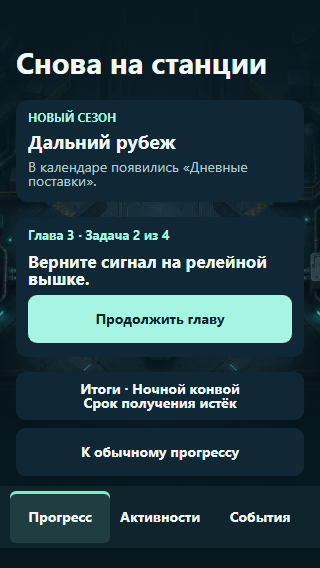 Снова на станции
НОВЫЙ СЕЗОН
Дальний рубеж
В календаре появились «Дневные
поставки».
Глава 3 · Задача 2 из 4
Верните сигнал на релейной
вышке.
Продолжить главу
Итоги · Ночной конвой
Срок получения истёк
К обычному прогрессу
Прогресс Активности События